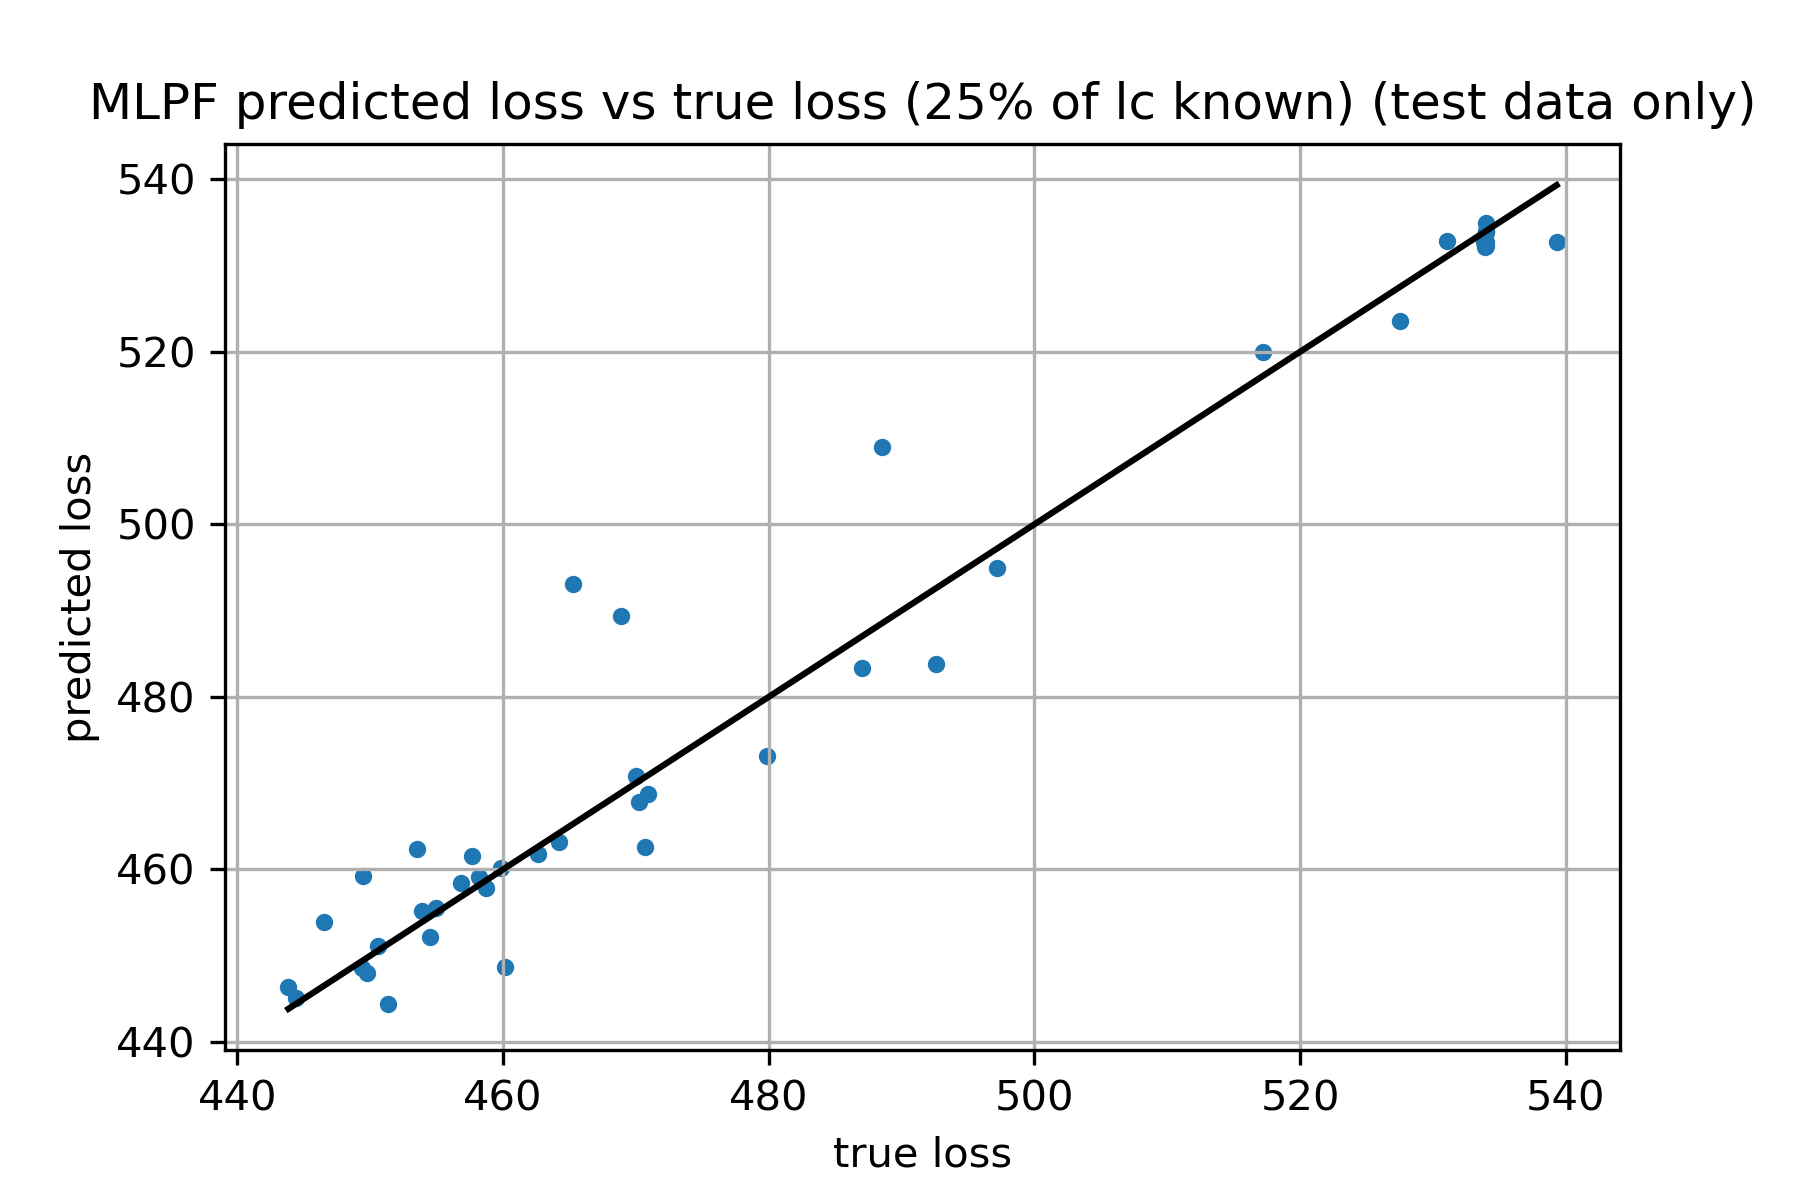 MLPF predicted loss vs true loss (25% of lc known) (test data only)
540
520
500
480
460
440
predicted loss
440 460 480 500 520 540
true loss